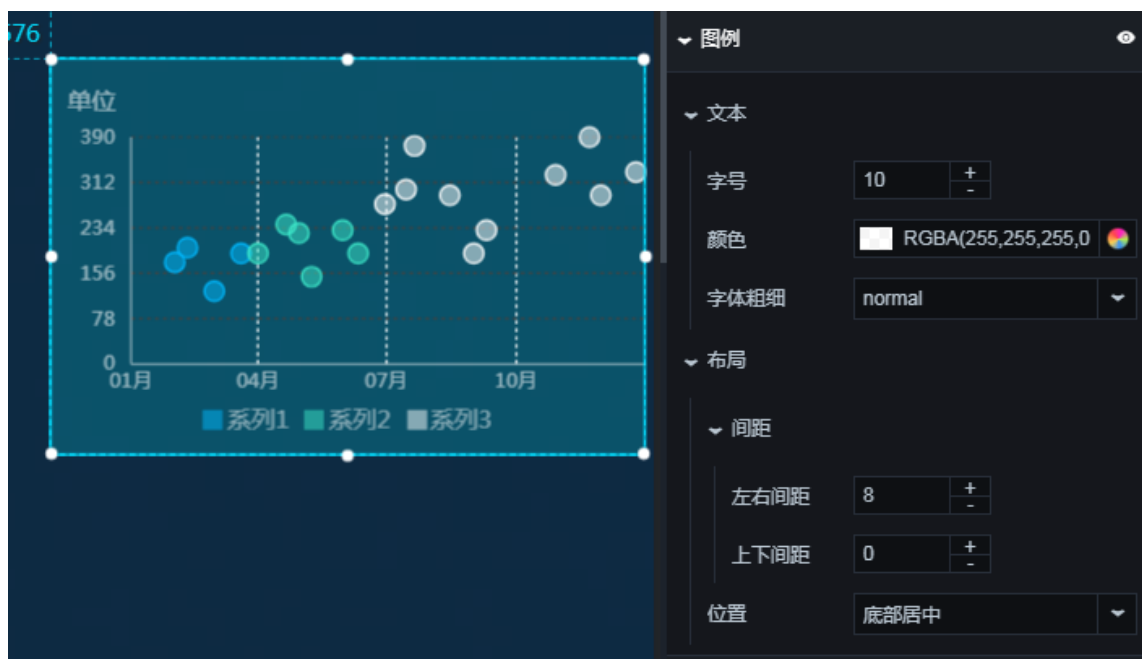 576
单位
390
312
234
156
78
0
01月 04月 07月 10月
系列1 系列2 系列3
图例
文本
字号 10 + -
颜色 RGBA(255,255,255,0
字体粗细 normal
布局
间距
左右间距 8 + -
上下间距 0 + -
位置 底部居中